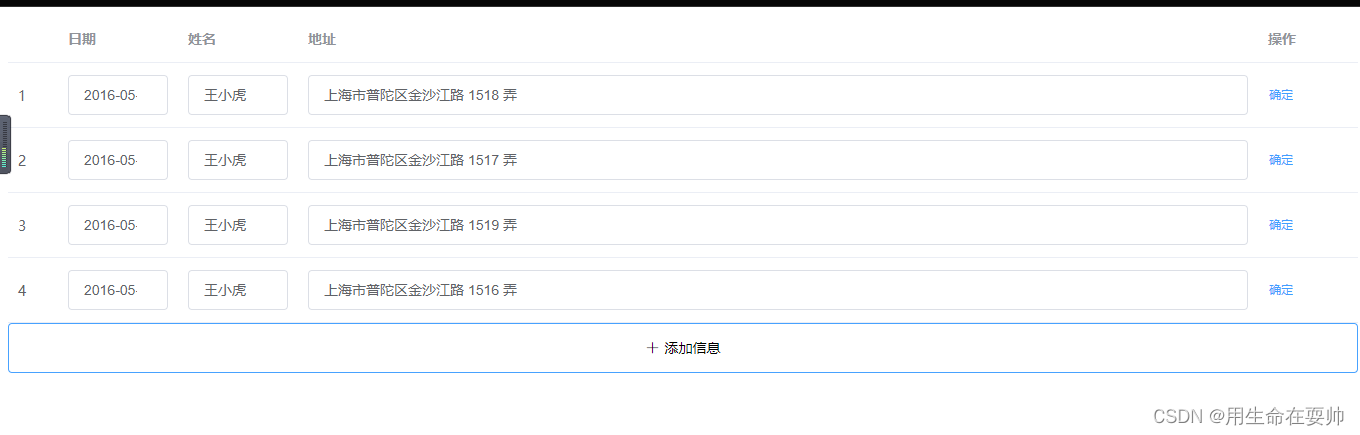 日期 姓名 地址 操作
1 2016-05- 王小虎 上海市普陀区金沙江路 1518 弄 确定
2 2016-05- 王小虎 上海市普陀区金沙江路 1517 弄 确定
3 2016-05- 王小虎 上海市普陀区金沙江路 1519 弄 确定
4 2016-05- 王小虎 上海市普陀区金沙江路 1516 弄 确定
+ 添加信息
CSDN @用生命在耍帅